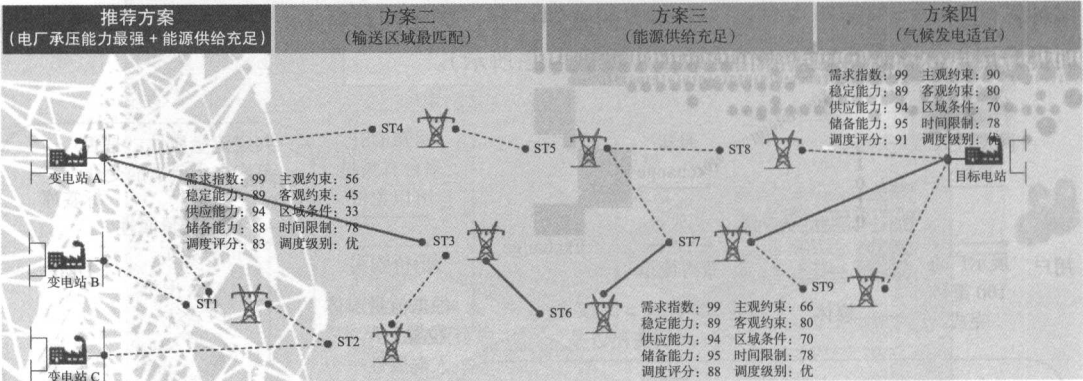 推荐方案
（电厂承压能力最强 + 能源供给充足）
方案二
（输送区域最匹配）
方案三
（能源供给充足）
方案四
（气候发电适宜）
需求指数：99 主观约束：90
稳定能力：89 客观约束：80
供应能力：94 区域条件：70
储备能力：95 时间限制：78
调度评分：91 调度级别：优
ST4
ST5
ST8
变电站 A
目标电站
需求指数：99 主观约束：56
稳定能力：89 客观约束：45
供应能力：94 区域条件：33
储备能力：88 时间限制：78
调度评分：83 调度级别：优
ST3
ST7
变电站 B
ST1
ST9
ST6
ST2
需求指数：99 主观约束：66
稳定能力：89 客观约束：80
供应能力：94 区域条件：70
储备能力：95 时间限制：78
调度评分：88 调度级别：优
变电站 C